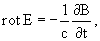 rot E = − 1/c ∂B/∂t ,